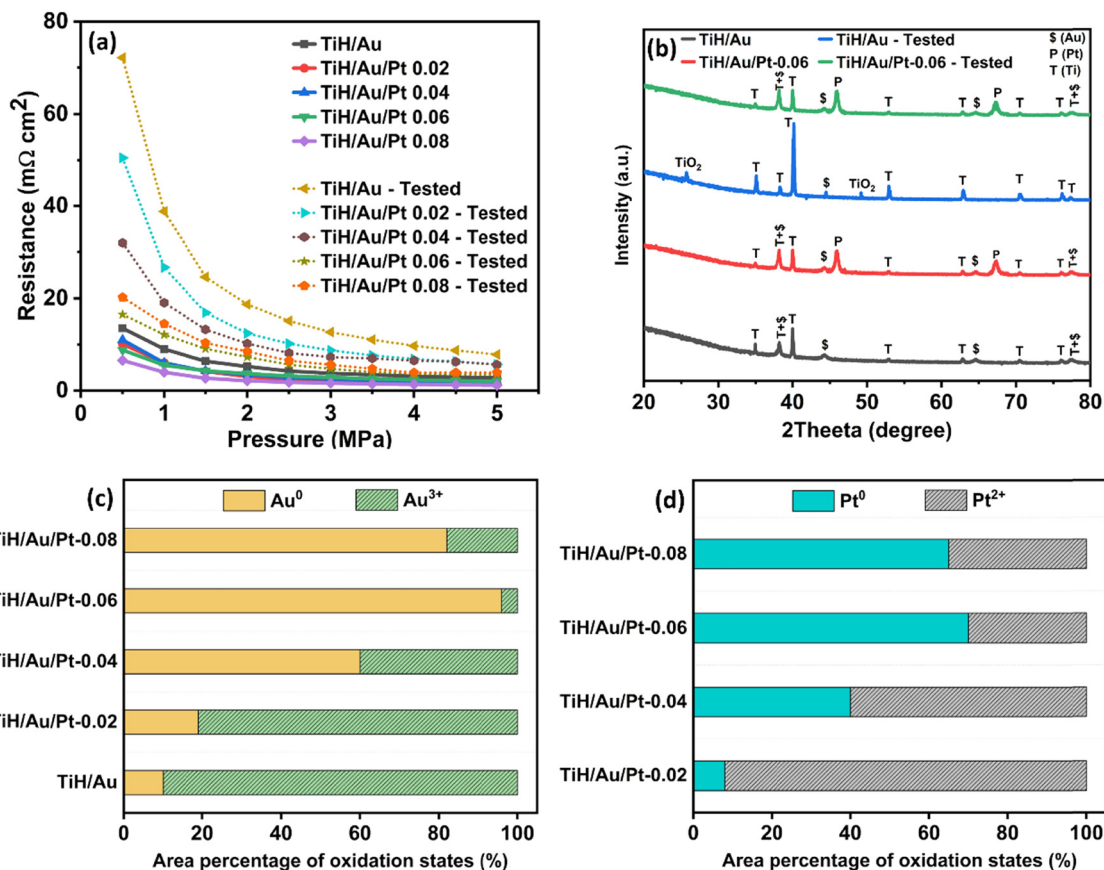 (a)
80
60
40
20
0
0
1
2
3
4
5
Resistance (mΩ cm²)
Pressure (MPa)
TiH/Au
TiH/Au/Pt 0.02
TiH/Au/Pt 0.04
TiH/Au/Pt 0.06
TiH/Au/Pt 0.08
TiH/Au - Tested
TiH/Au/Pt 0.02 - Tested
TiH/Au/Pt 0.04 - Tested
TiH/Au/Pt 0.06 - Tested
TiH/Au/Pt 0.08 - Tested
(b)
TiH/Au
TiH/Au - Tested
TiH/Au/Pt-0.06
TiH/Au/Pt-0.06 - Tested
$ (Au)
P (Pt)
T (Ti)
T T+$ T $ P T T $ P T T T+$
TiO₂ T T T $ TiO₂ T T T T T
T T+$ T $ P T T $ P T T T+$
T T+$ T $ T T $ T T T+$
Intensity (a.u.)
20 30 40 50 60 70 80
2Theeta (degree)
(c)
Au⁰
Au³⁺
TiH/Au/Pt-0.08
TiH/Au/Pt-0.06
TiH/Au/Pt-0.04
TiH/Au/Pt-0.02
TiH/Au
0 20 40 60 80 100
Area percentage of oxidation states (%)
(d)
Pt⁰
Pt²⁺
TiH/Au/Pt-0.08
TiH/Au/Pt-0.06
TiH/Au/Pt-0.04
TiH/Au/Pt-0.02
0 20 40 60 80 100
Area percentage of oxidation states (%)